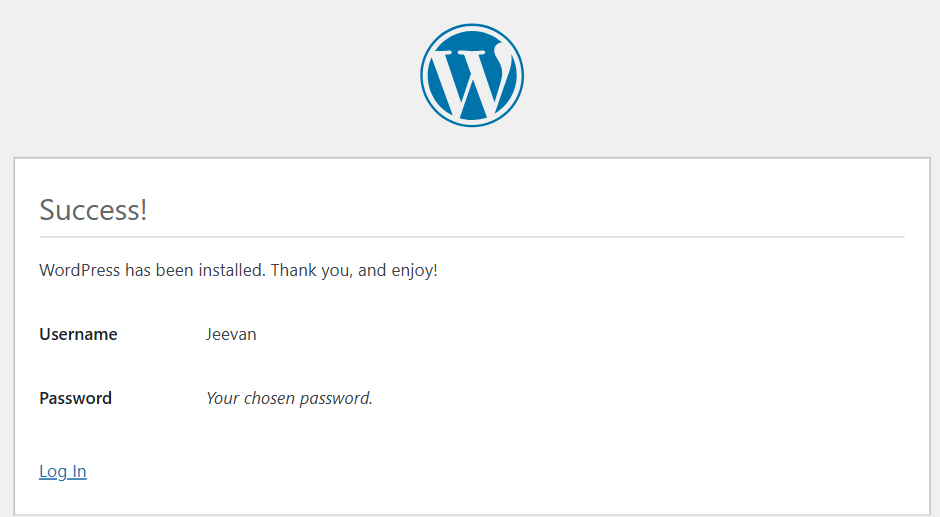 Success!
WordPress has been installed. Thank you, and enjoy!
Username Jeevan
Password Your chosen password.
Log In